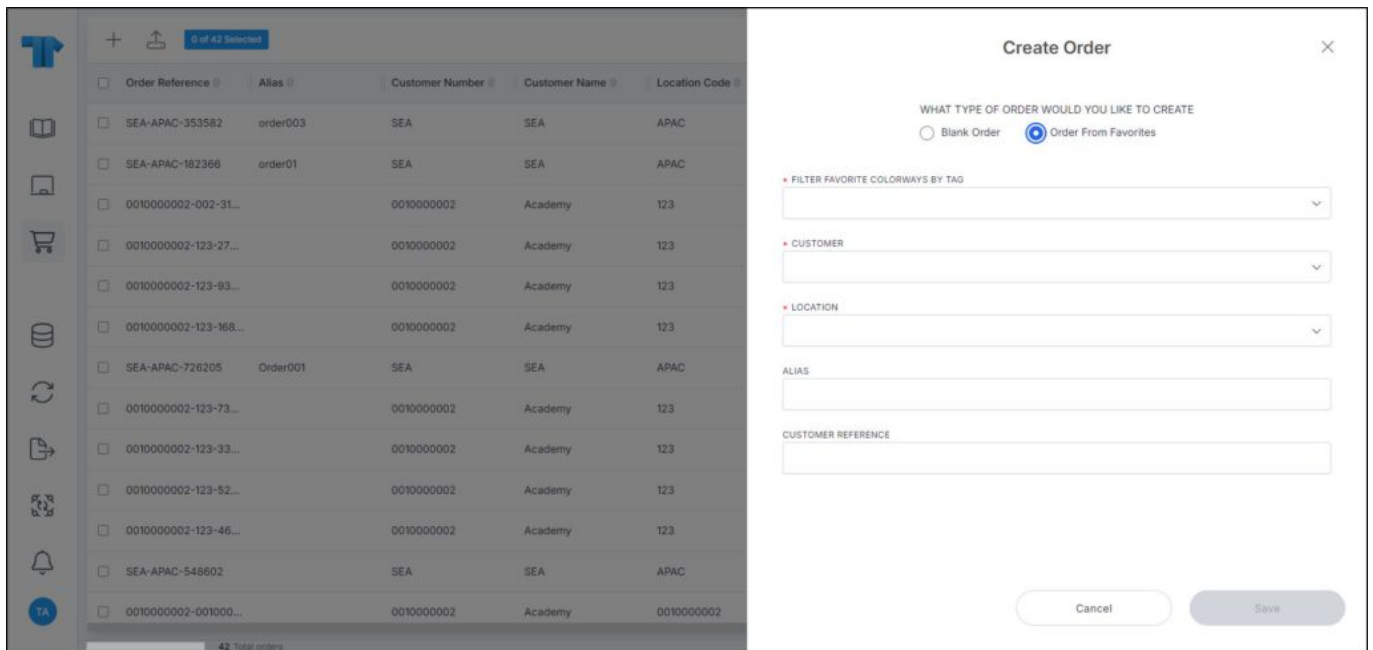 0 of 42 Selected
Order Reference Alias Customer Number Customer Name Location Code
SEA-APAC-353582 order003 SEA SEA APAC
SEA-APAC-182366 order01 SEA SEA APAC
0010000002-002-31... 0010000002 Academy 123
0010000002-123-27... 0010000002 Academy 123
0010000002-123-93... 0010000002 Academy 123
0010000002-123-168... 0010000002 Academy 123
SEA-APAC-726205 Order001 SEA SEA APAC
0010000002-123-73... 0010000002 Academy 123
0010000002-123-33... 0010000002 Academy 123
0010000002-123-52... 0010000002 Academy 123
0010000002-123-46... 0010000002 Academy 123
SEA-APAC-548602 SEA SEA APAC
0010000002-001000... 0010000002 Academy 0010000002
TA
42 Total orders
Create Order
WHAT TYPE OF ORDER WOULD YOU LIKE TO CREATE
Blank Order Order From Favorites
* FILTER FAVORITE COLORWAYS BY TAG
* CUSTOMER
* LOCATION
ALIAS
CUSTOMER REFERENCE
Cancel Save